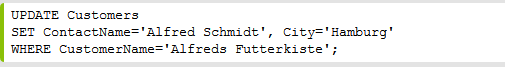 UPDATE Customers
SET ContactName='Alfred Schmidt', City='Hamburg'
WHERE CustomerName='Alfreds Futterkiste';